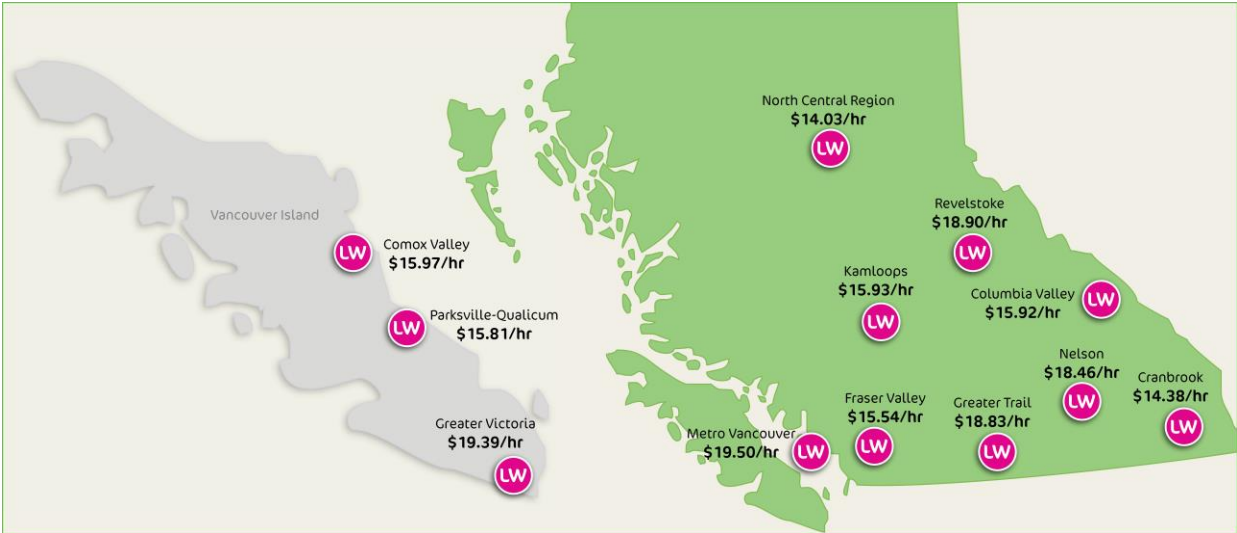 Vancouver Island
LW
Comox Valley
$15.97/hr
LW
Parksville-Qualicum
$15.81/hr
Greater Victoria
$19.39/hr
LW
North Central Region
$14.03/hr
LW
Revelstoke
$18.90/hr
LW
Kamloops
$15.93/hr
LW
Columbia Valley
$15.92/hr
LW
Nelson
$18.46/hr
LW
Cranbrook
$14.38/hr
LW
Fraser Valley
$15.54/hr
LW
Greater Trail
$18.83/hr
LW
Metro Vancouver
$19.50/hr
LW